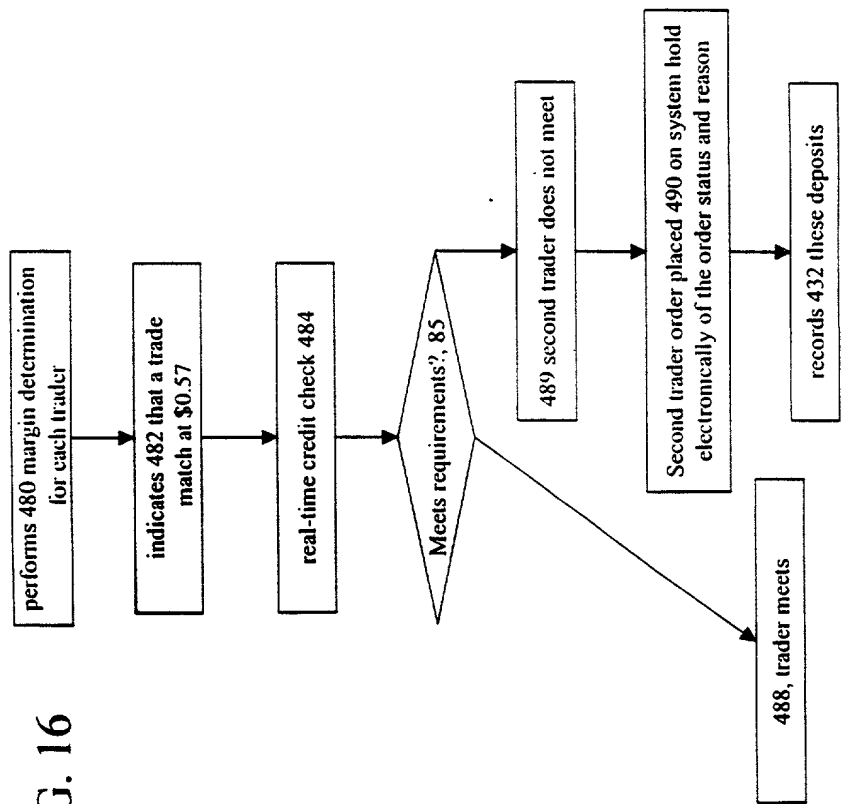 G. 16
performs 480 margin determination
for each trader
indicates 482 that a trade
match at $0.57
real-time credit check 484
Meets requirements?, 85
489 second trader does not meet
Second trader order placed 490 on system hold
electronically of the order status and reason
records 432 these deposits
488, trader meets